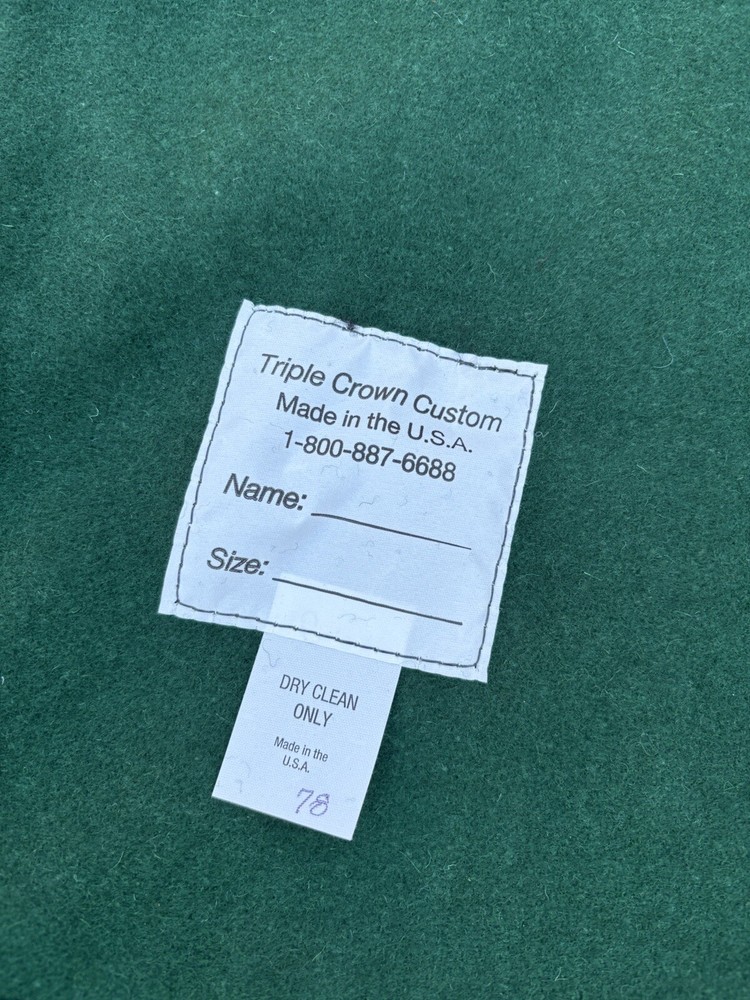 Triple Crown Custom
Made in the U.S.A.
1-800-887-6688
Name:
Size:
DRY CLEAN
ONLY
Made in the
U.S.A.
78